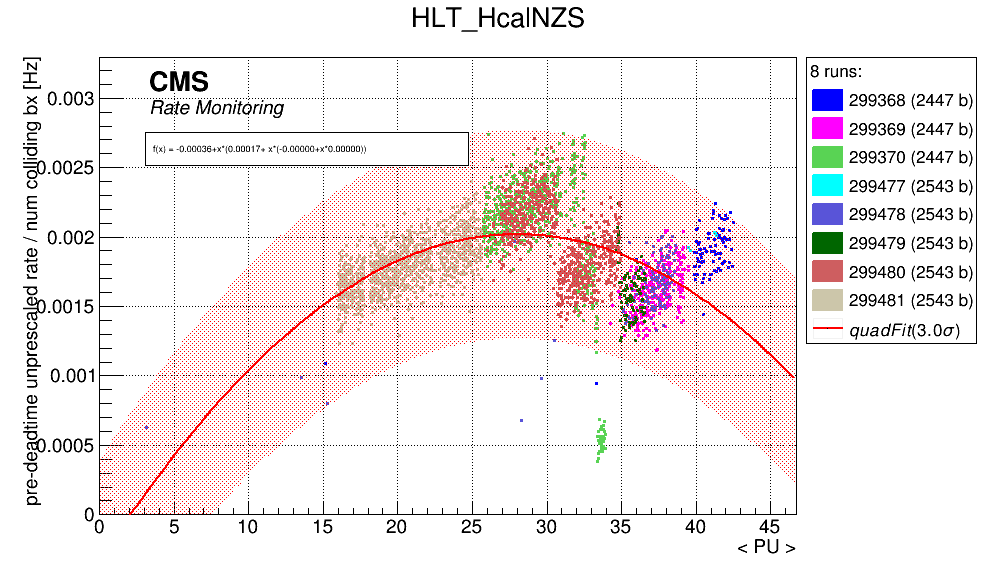 HLT_HcalNZS
CMS
Rate Monitoring
f(x) = -0.00036+x*(0.00017+ x*(-0.00000+x*0.00000))
pre-deadtime unprescaled rate / num colliding bx [Hz]
0.003
0.0025
0.002
0.0015
0.001
0.0005
0
0 5 10 15 20 25 30 35 40 45
< PU >
8 runs:
299368 (2447 b)
299369 (2447 b)
299370 (2447 b)
299477 (2543 b)
299478 (2543 b)
299479 (2543 b)
299480 (2543 b)
299481 (2543 b)
quadFit(3.0σ)